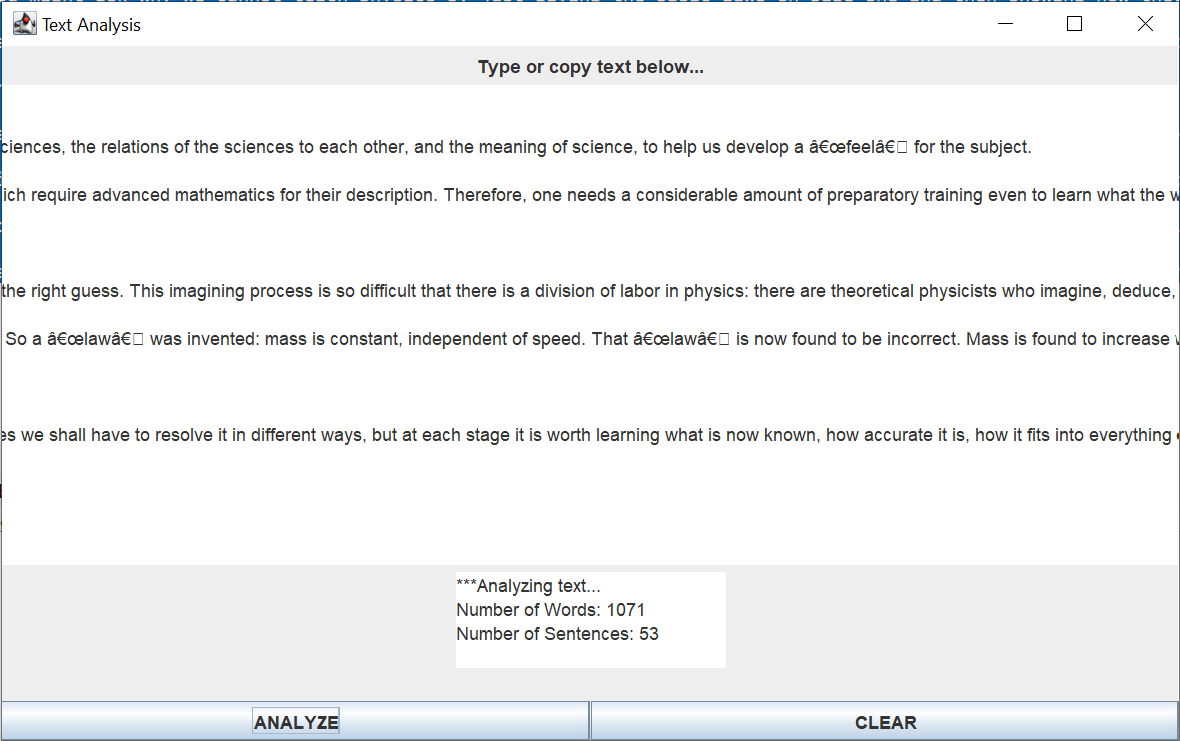 Text Analysis
Type or copy text below...
ciences, the relations of the sciences to each other, and the meaning of science, to help us develop a â€œfeelâ€□ for the subject.
ich require advanced mathematics for their description. Therefore, one needs a considerable amount of preparatory training even to learn what the w
the right guess. This imagining process is so difficult that there is a division of labor in physics: there are theoretical physicists who imagine, deduce,
So a â€œlawâ€□ was invented: mass is constant, independent of speed. That â€œlawâ€□ is now found to be incorrect. Mass is found to increase
es we shall have to resolve it in different ways, but at each stage it is worth learning what is now known, how accurate it is, how it fits into everything
***Analyzing text...
Number of Words: 1071
Number of Sentences: 53
ANALYZE
CLEAR